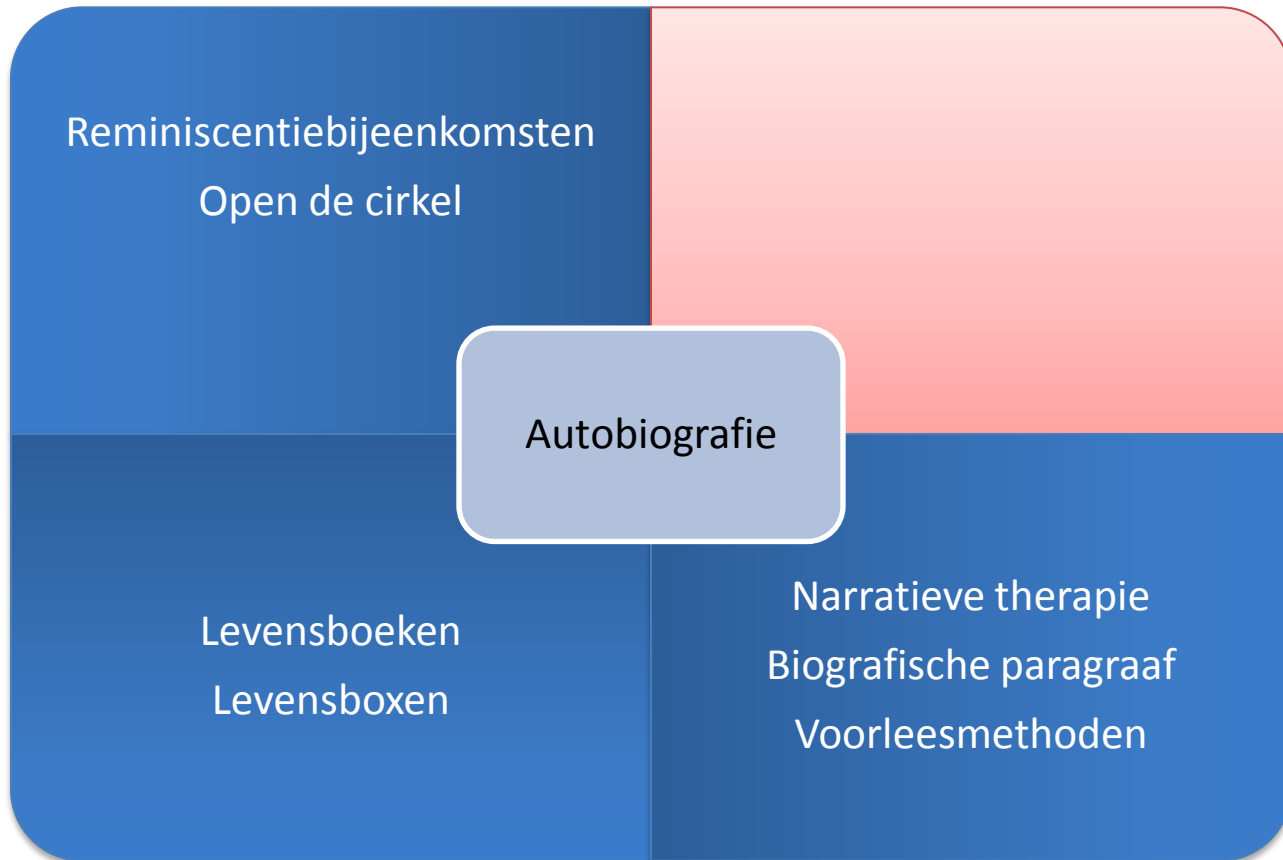 Reminiscentiebijeenkomsten
Open de cirkel
Autobiografie
Levensboeken
Levensboxen
Narratieve therapie
Biografische paragraaf
Voorleesmethoden